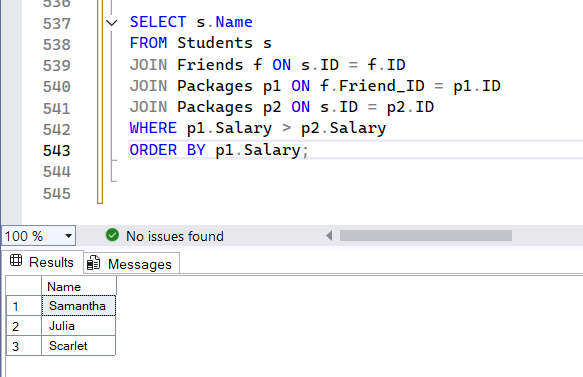 536
537 SELECT s.Name
538 FROM Students s
539 JOIN Friends f ON s.ID = f.ID
540 JOIN Packages p1 ON f.Friend_ID = p1.ID
541 JOIN Packages p2 ON s.ID = p2.ID
542 WHERE p1.Salary > p2.Salary
543 ORDER BY p1.Salary;
544
545
100 % No issues found
Results Messages
Name
1 Samantha
2 Julia
3 Scarlet